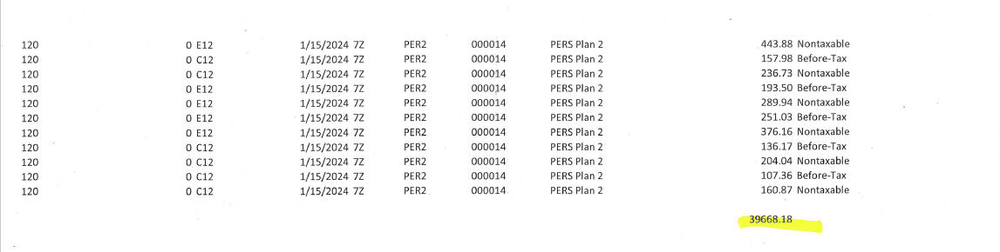 120 0 E12 1/15/2024 7Z PER2 000014 PERS Plan 2 443.88 Nontaxable
120 0 C12 1/15/2024 7Z PER2 000014 PERS Plan 2 157.98 Before-Tax
120 0 C12 1/15/2024 7Z PER2 000014 PERS Plan 2 236.73 Nontaxable
120 0 E12 1/15/2024 7Z PER2 000014 PERS Plan 2 193.50 Before-Tax
120 0 E12 1/15/2024 7Z PER2 000014 PERS Plan 2 289.94 Nontaxable
120 0 E12 1/15/2024 7Z PER2 000014 PERS Plan 2 251.03 Before-Tax
120 0 E12 1/15/2024 7Z PER2 000014 PERS Plan 2 376.16 Nontaxable
120 0 C12 1/15/2024 7Z PER2 000014 PERS Plan 2 136.17 Before-Tax
120 0 C12 1/15/2024 7Z PER2 000014 PERS Plan 2 204.04 Nontaxable
120 0 C12 1/15/2024 7Z PER2 000014 PERS Plan 2 107.36 Before-Tax
120 0 C12 1/15/2024 7Z PER2 000014 PERS Plan 2 160.87 Nontaxable
39668.18